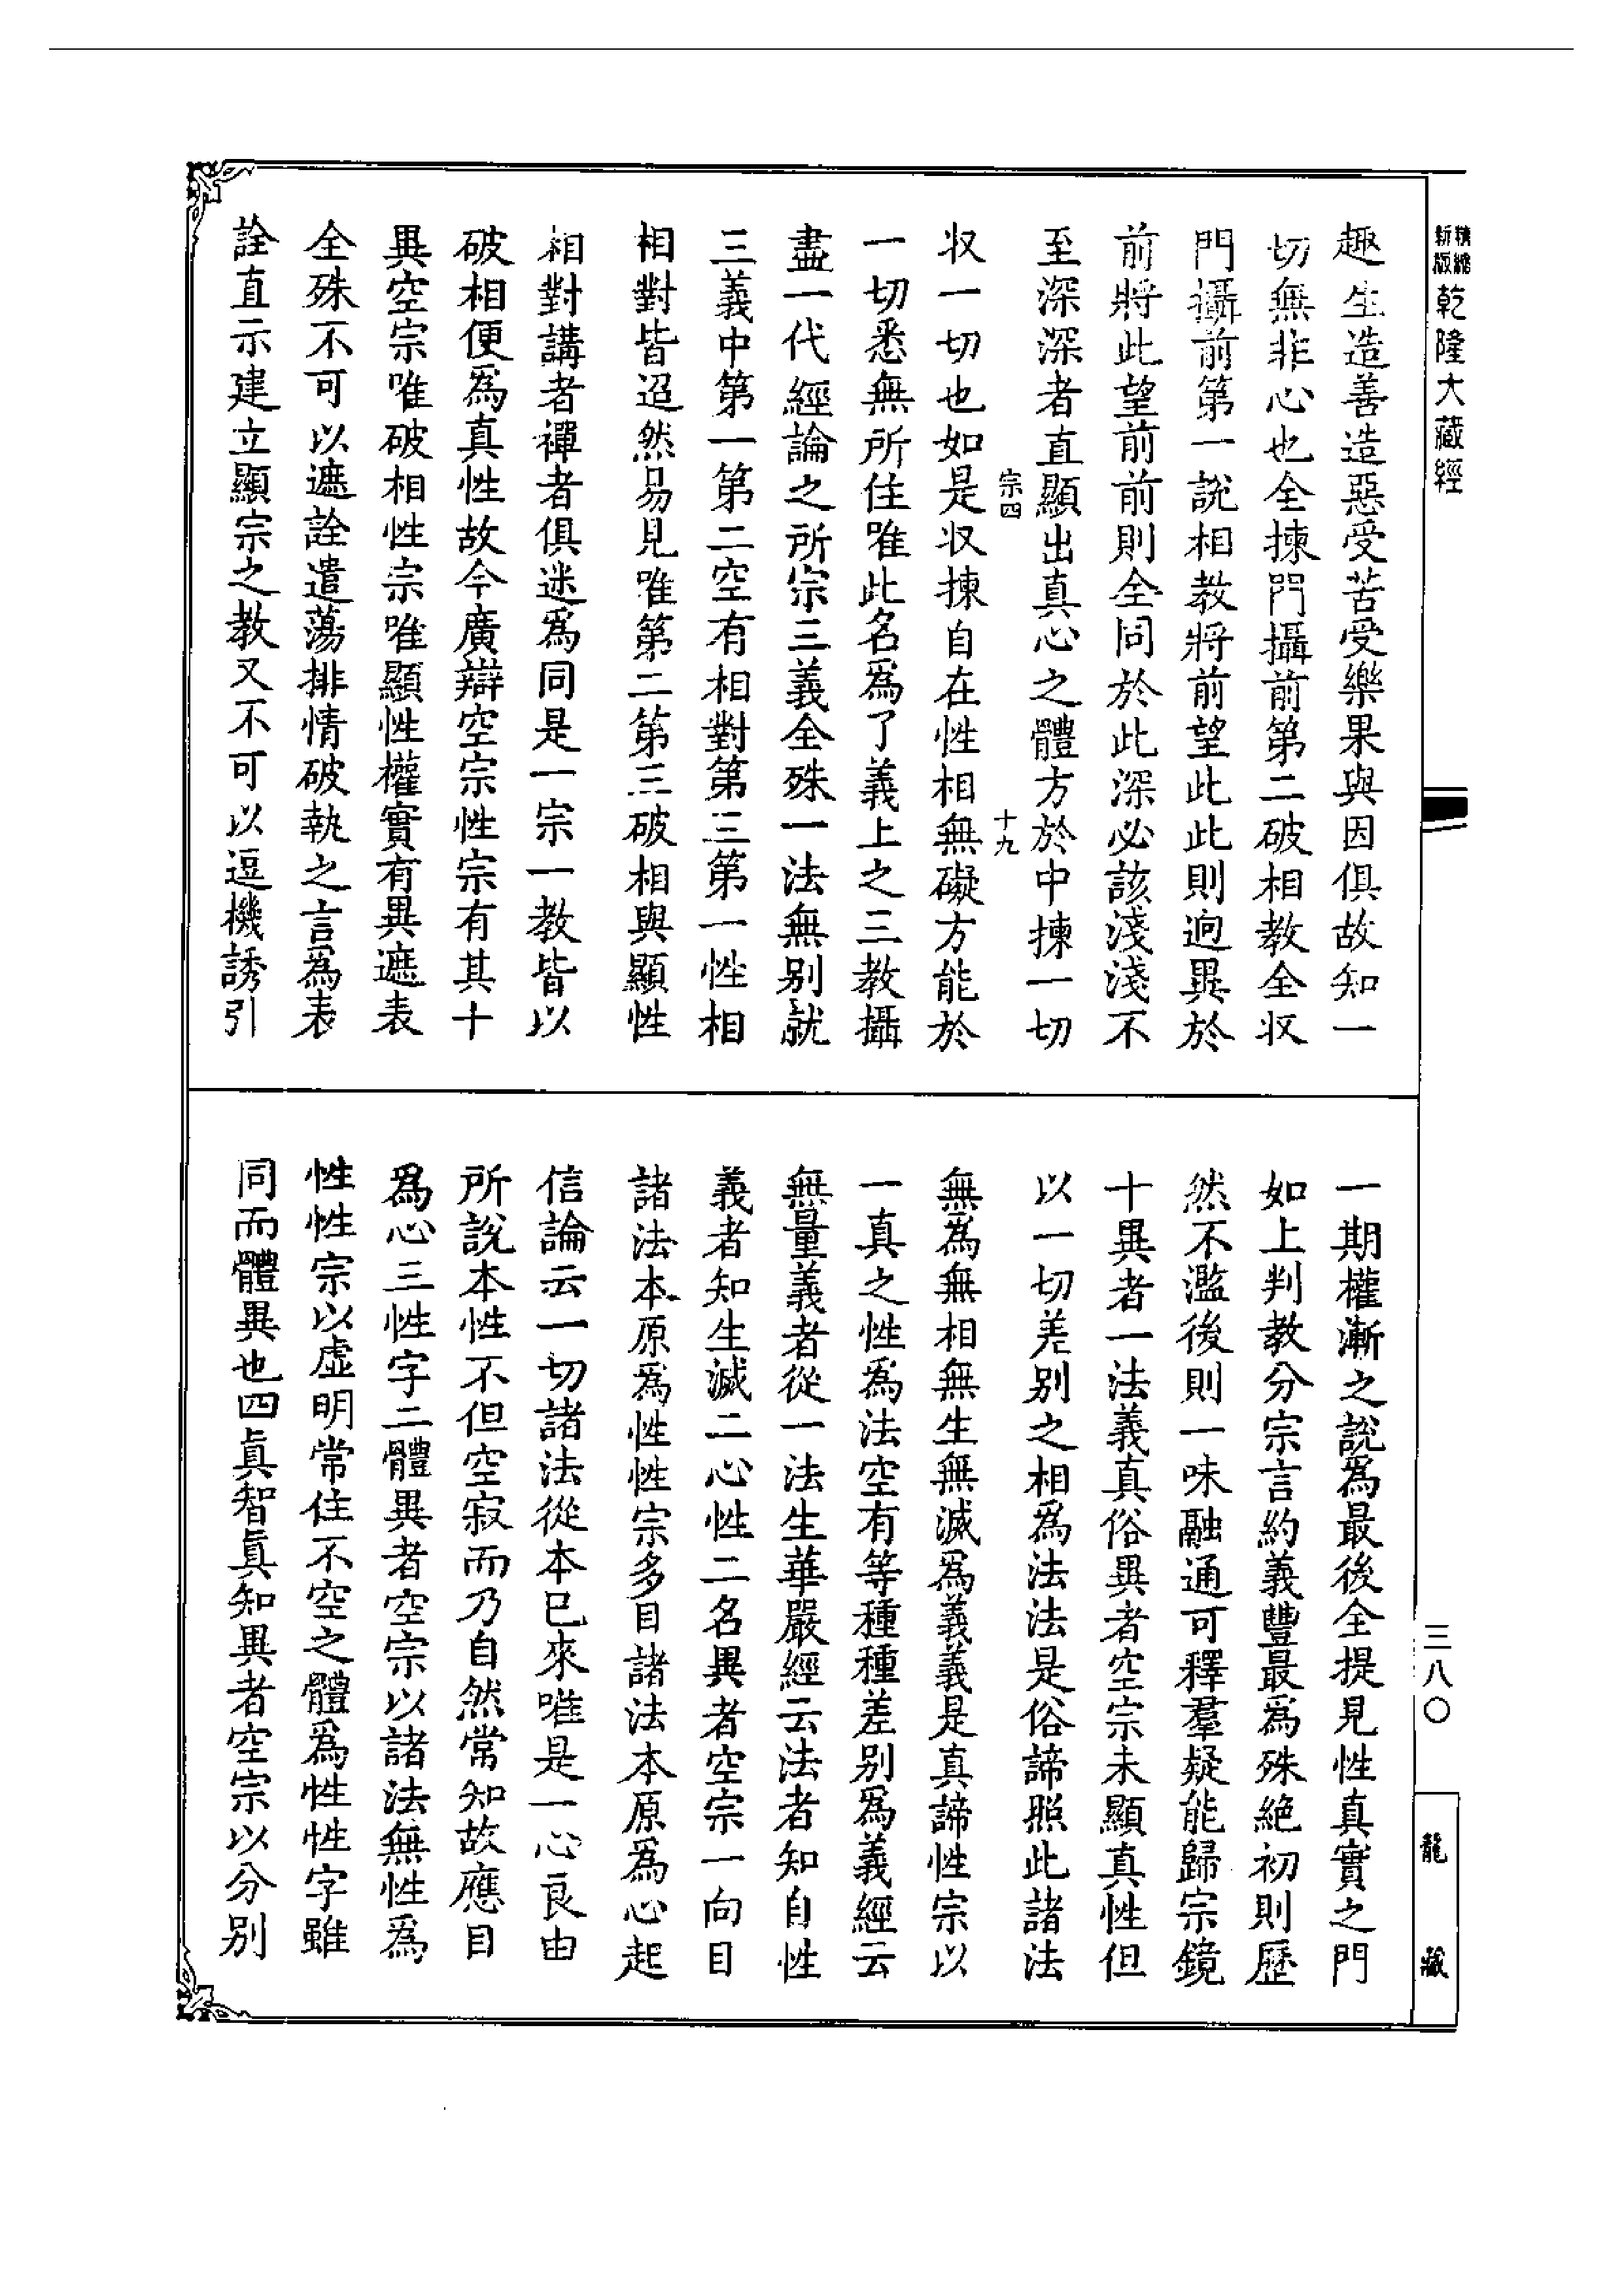 新版精縮
乾隆大藏經
趣生造善造惡受苦受樂果與因俱故知一
切無非心也全揀門攝前第二破相教全収
門攝前第一說相教將前望此此則逈異於
前將此望前前則全同於此深必該淺淺不
至深深者直顯出真心之體方於中揀一切
宗四
十九
収一切也如是収揀自在性相無礙方能於
一切悉無所住唯此名爲了義上之三教攝
盡一代經論之所宗三義全殊一法無别就
三義中第一第二空有相對第三第一性相
相對皆迢然易見唯第二第三破相與顯性
相對講者禪者俱迷爲同是一宗一教皆以
破相便爲真性故今廣辯空宗性宗有其十
異空宗唯破相性宗唯顯性權實有異遮表
全殊不可以遮詮遣蕩排情破執之言爲表
詮直示建立顯宗之教又不可以逗機誘引
一期權漸之說爲最後全提見性真實之門
如上判教分宗言約義豐最爲殊絶初則歷
然不濫後則一味融通可釋羣疑能歸宗鏡
十異者一法義真俗異者空宗未顯真性但
以一切差别之相爲法法是俗諦照此諸法
無爲無相無生無滅爲義義是真諦性宗以
一真之性爲法空有等種種差别爲義經云
無量義者從一法生華嚴經云法者知自性
義者知生滅二心性二名異者空宗一向目
諸法本原爲性性宗多目諸法本原爲心起
信論云一切諸法從本已來唯是一心良由
所說本性不但空寂而乃自然常知故應目
爲心三性字二體異者空宗以諸法無性爲
性性宗以虛明常住不空之體爲性性字雖
同而體異也四眞智眞知異者空宗以分别
三八〇
龍藏